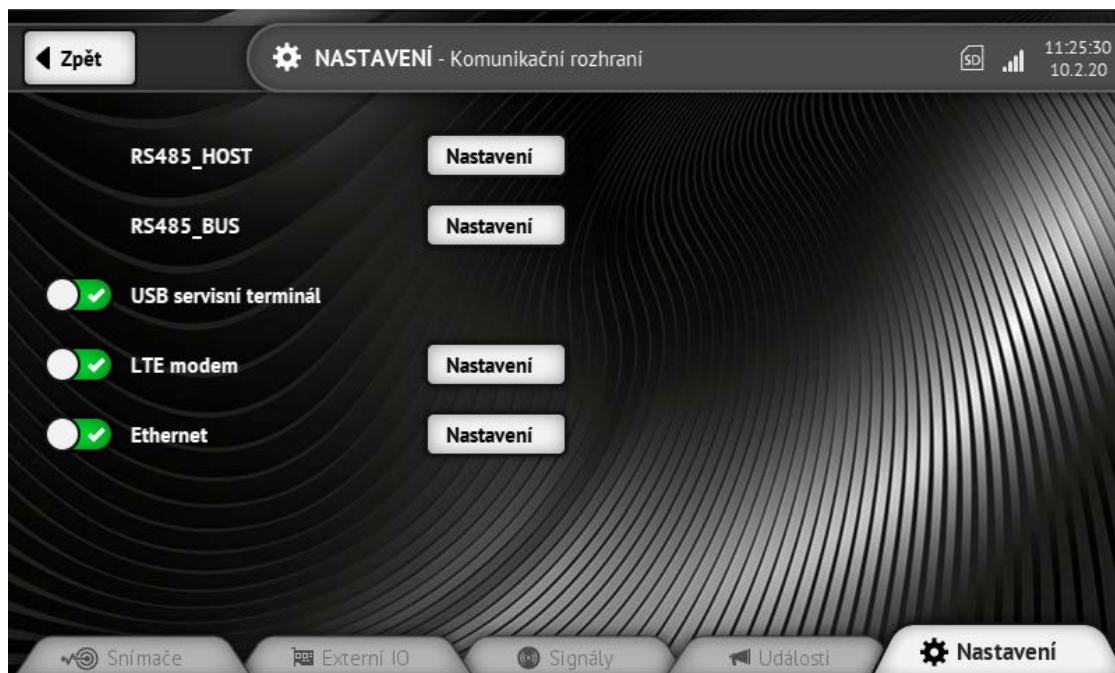 Zpět
NASTAVENÍ - Komunikační rozhraní
SD
11:25:30
10.2.20
RS485_HOST
Nastavení
RS485_BUS
Nastavení
USB servisní terminál
LTE modem
Nastavení
Ethernet
Nastavení
Snímače
Externí IO
Signály
Události
Nastavení